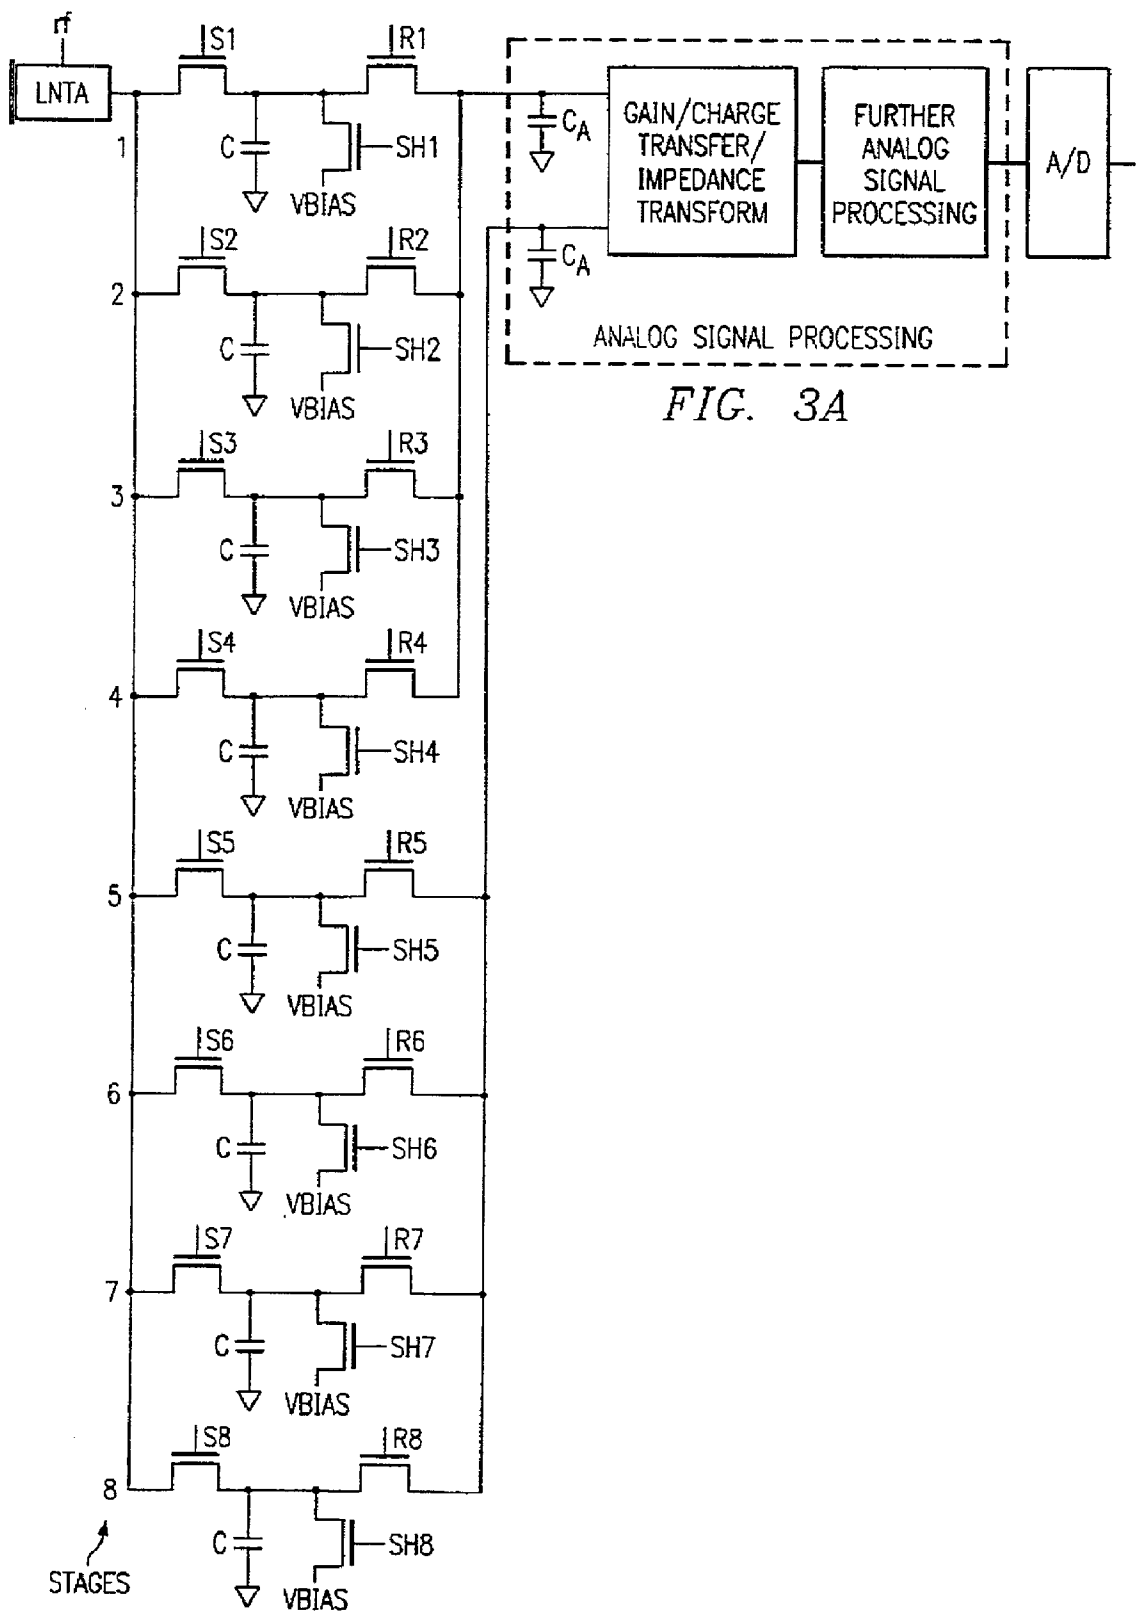 rf
LNTA
S1
R1
1
C
SH1
VBIAS
CA
GAIN/CHARGE
TRANSFER/
IMPEDANCE
TRANSFORM
FURTHER
ANALOG
SIGNAL
PROCESSING
A/D
CA
ANALOG SIGNAL PROCESSING
FIG. 3A
S2
R2
2
C
SH2
VBIAS
S3
R3
3
C
SH3
VBIAS
S4
R4
4
C
SH4
VBIAS
S5
R5
5
C
SH5
VBIAS
S6
R6
6
C
SH6
VBIAS
S7
R7
7
C
SH7
VBIAS
S8
R8
8
C
SH8
VBIAS
STAGES